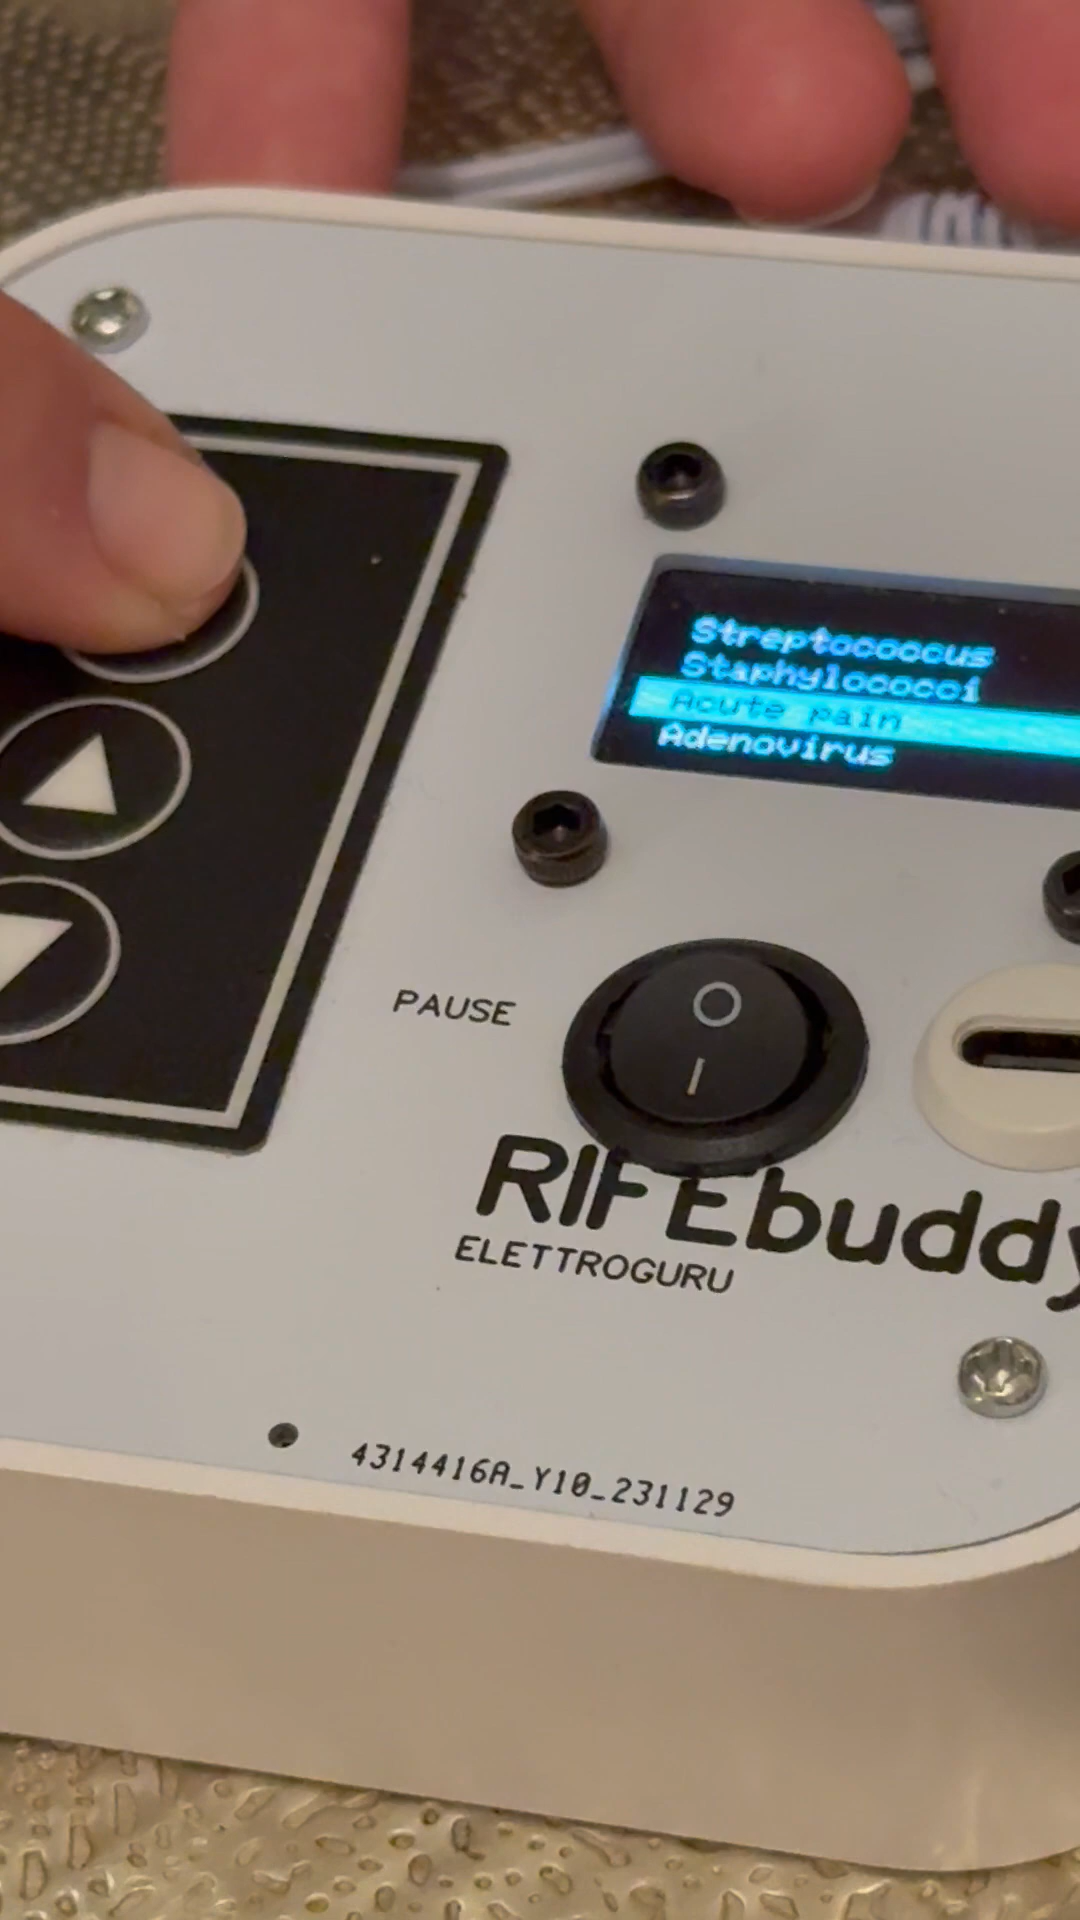 Streptococcus
Staphylococci
Acute pain
Adenovirus
PAUSE
O
I
RIFEbuddy
ELETTROGURU
4314416A_Y10_231129